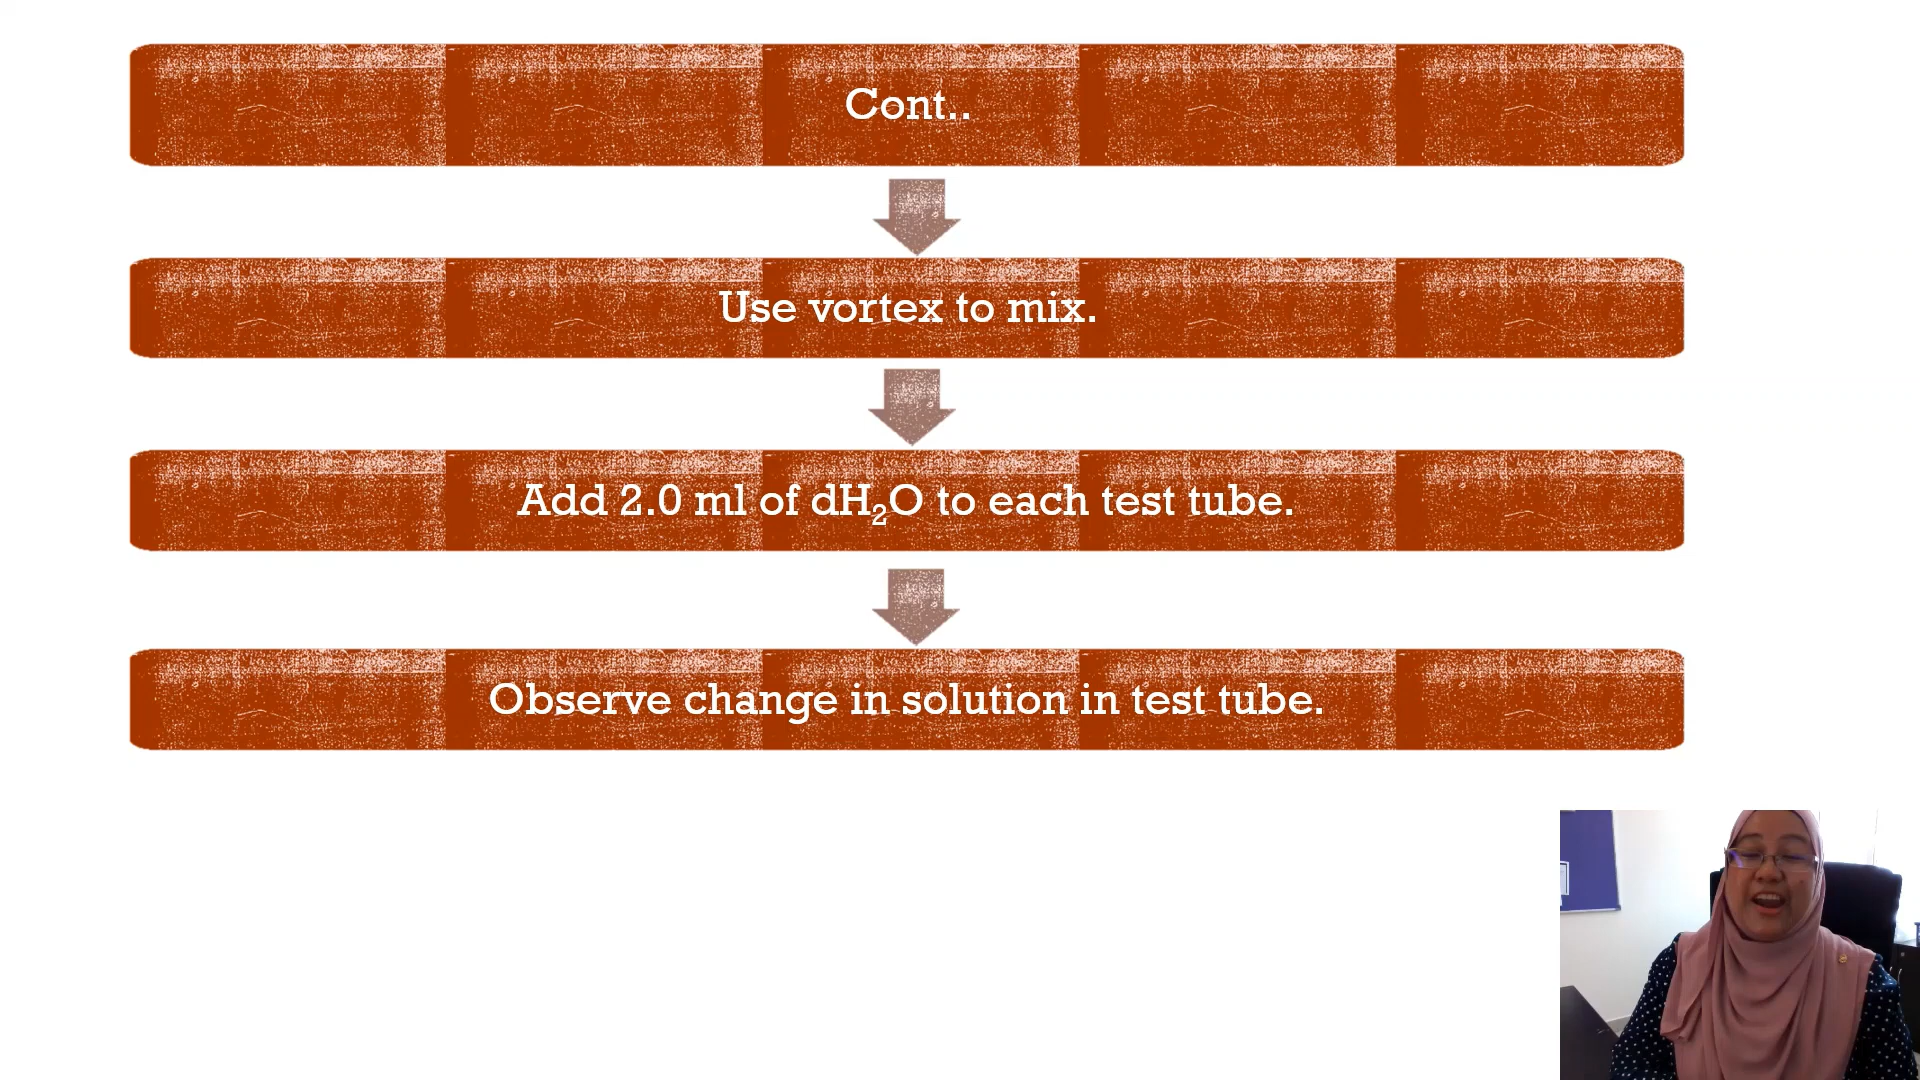 Cont..
Use vortex to mix.
Add 2.0 ml of dH₂O to each test tube.
Observe change in solution in test tube.